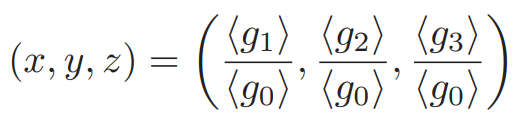 (x, y, z) = ( ⟨g₁⟩/⟨g₀⟩, ⟨g₂⟩/⟨g₀⟩, ⟨g₃⟩/⟨g₀⟩ )